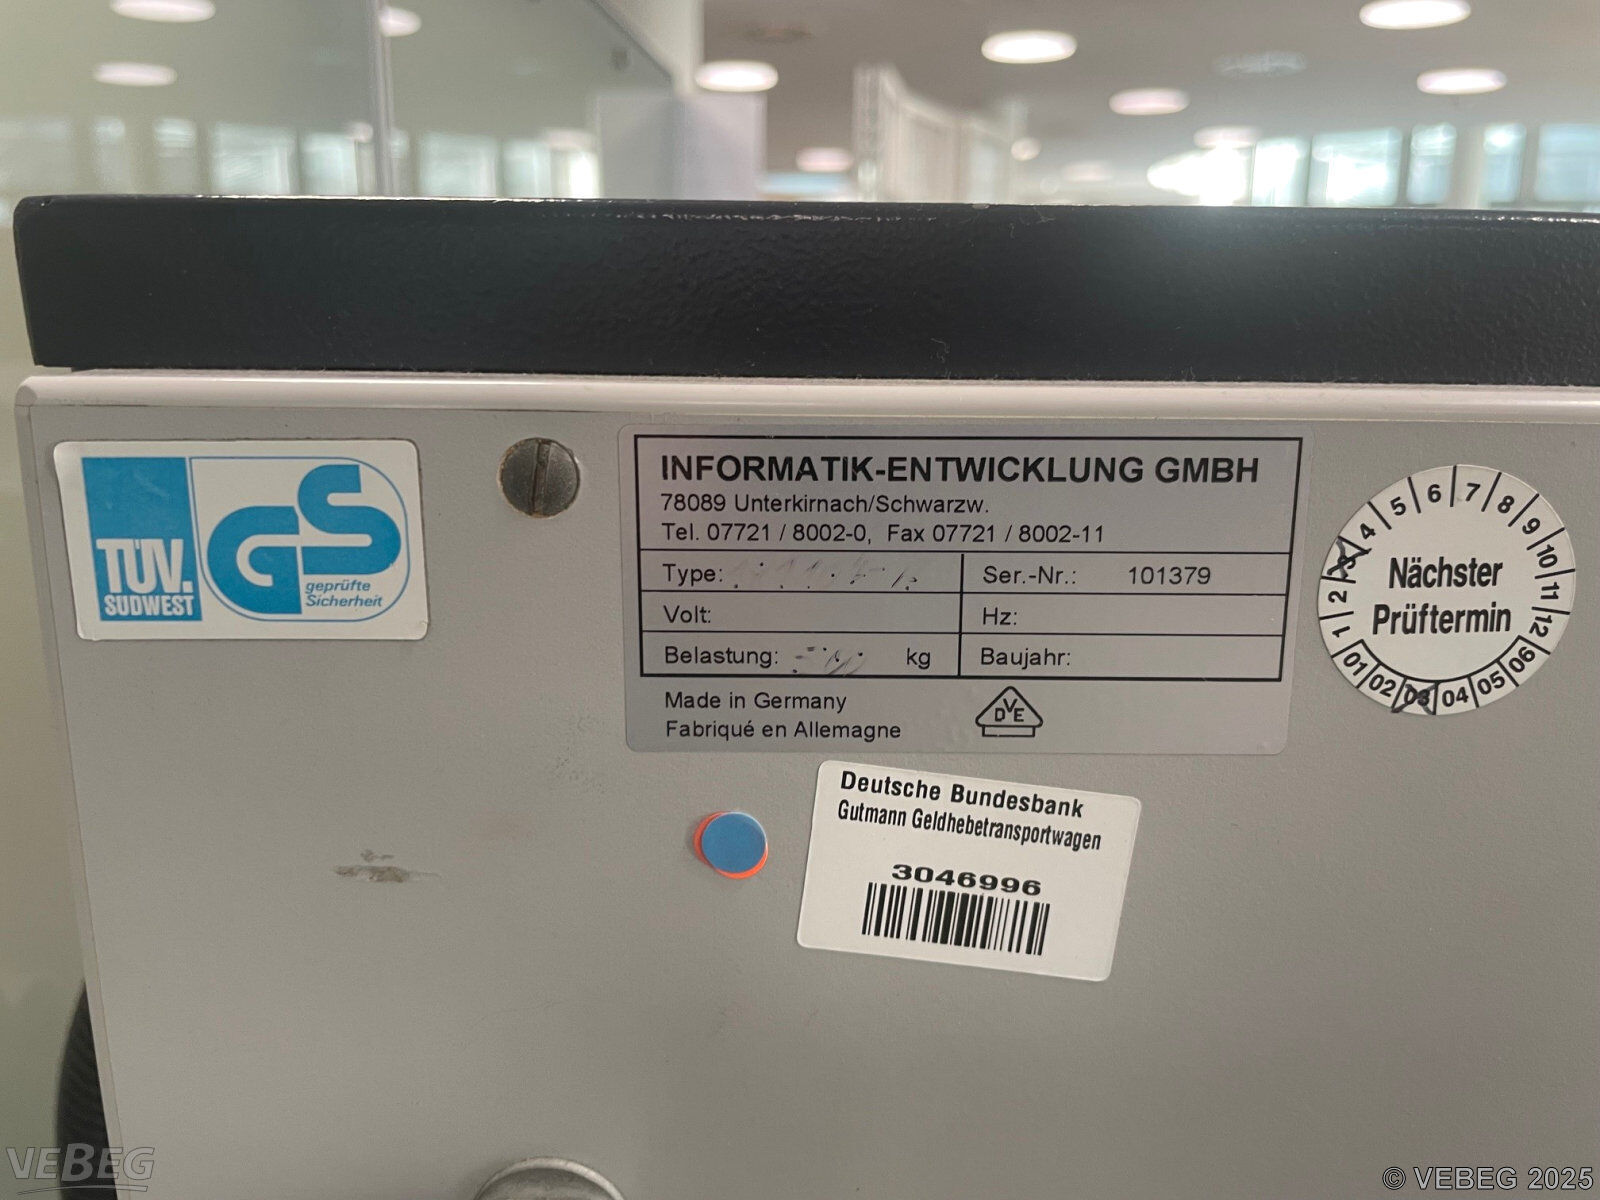 TÜV.
SÜDWEST
GS
geprüfte
Sicherheit
INFORMATIK-ENTWICKLUNG GMBH
78089 Unterkirnach/Schwarzw.
Tel. 07721 / 8002-0, Fax 07721 / 8002-11
Type:
Ser.-Nr.: 101379
Volt:
Hz:
Belastung: kg
Baujahr:
Made in Germany
Fabriqué en Allemagne
DVE
1 2 3 4 5 6 7 8 9 10 11 12
Nächster
Prüftermin
01 02 03 04 05 06
Deutsche Bundesbank
Gutmann Geldhebetransportwagen
3046996
VEBEG
© VEBEG 2025